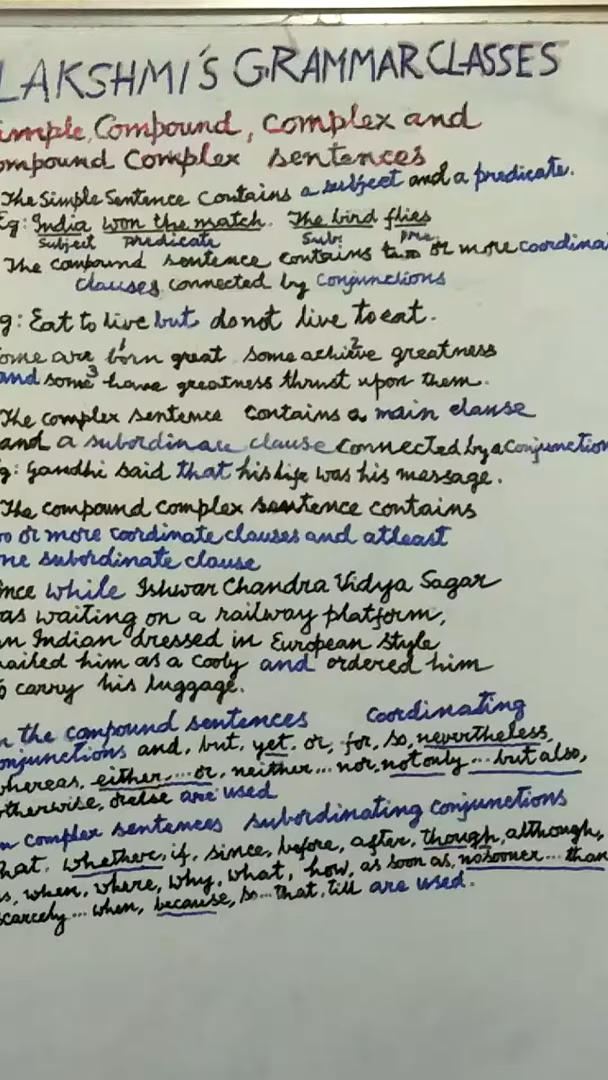 LAKSHMI'S GRAMMAR CLASSES
imple, Compound, complex and
ompound Complex sentences
The Simple Sentence contains a subject and a predicate.
Eg: India won the match. The bird flies
Subject predicate Sub: pre
The compound sentence contains two or more coordina
clauses connected by Conjunctions
g: Eat to live but do not live to eat.
ome are born great some achieve greatness
1 2
and some have greatness thrust upon them.
3
The complex sentence contains a main clause
and a subordinate clause connected by a conjunction
g: Gandhi said that his life was his message.
The compound complex sentence contains
o or more coordinate clauses and atleast
ne subordinate clause
nce while Ishwar Chandra Vidya Sagar
as waiting on a railway platform,
n Indian dressed in European style
hailed him as a cooly and ordered him
o carry his luggage.
n the compound sentences coordinating
onjunctions and, but, yet, or, for, so, nevertheless,
whereas, either....or, neither... nor, not only ... but also,
otherwise, orelse are used
n complex sentences subordinating conjunctions
hat, whether, if, since, before, after, though, although,
s, when, where, why, what, how, as soon as, nosooner... than
scarcely... when, because, so...that, till are used.